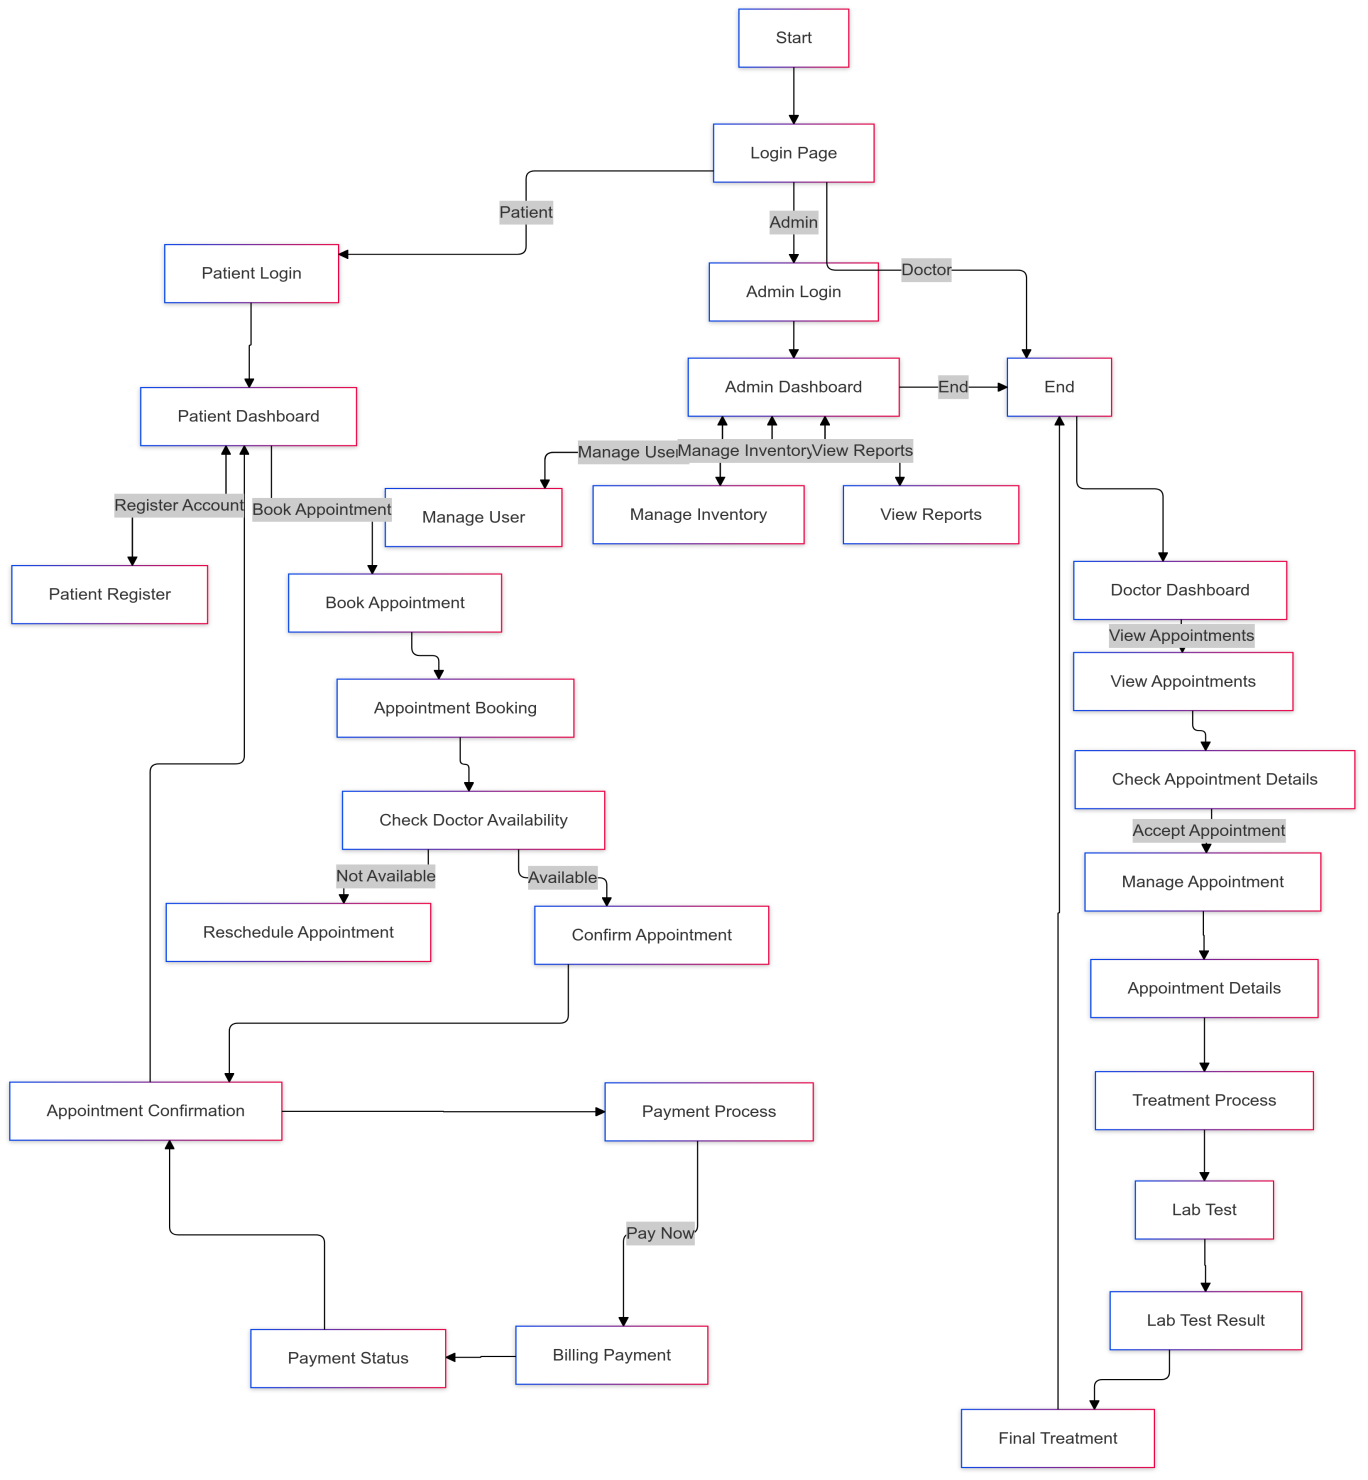 Start
Login Page
Patient
Admin
Doctor
Patient Login
Admin Login
Patient Dashboard
Admin Dashboard
End
End
Manage User
Manage Inventory
View Reports
Register Account
Book Appointment
Manage User
Manage Inventory
View Reports
Patient Register
Book Appointment
Doctor Dashboard
View Appointments
View Appointments
Appointment Booking
Check Appointment Details
Check Doctor Availability
Accept Appointment
Not Available
Available
Manage Appointment
Reschedule Appointment
Confirm Appointment
Appointment Details
Appointment Confirmation
Payment Process
Treatment Process
Lab Test
Pay Now
Lab Test Result
Payment Status
Billing Payment
Final Treatment